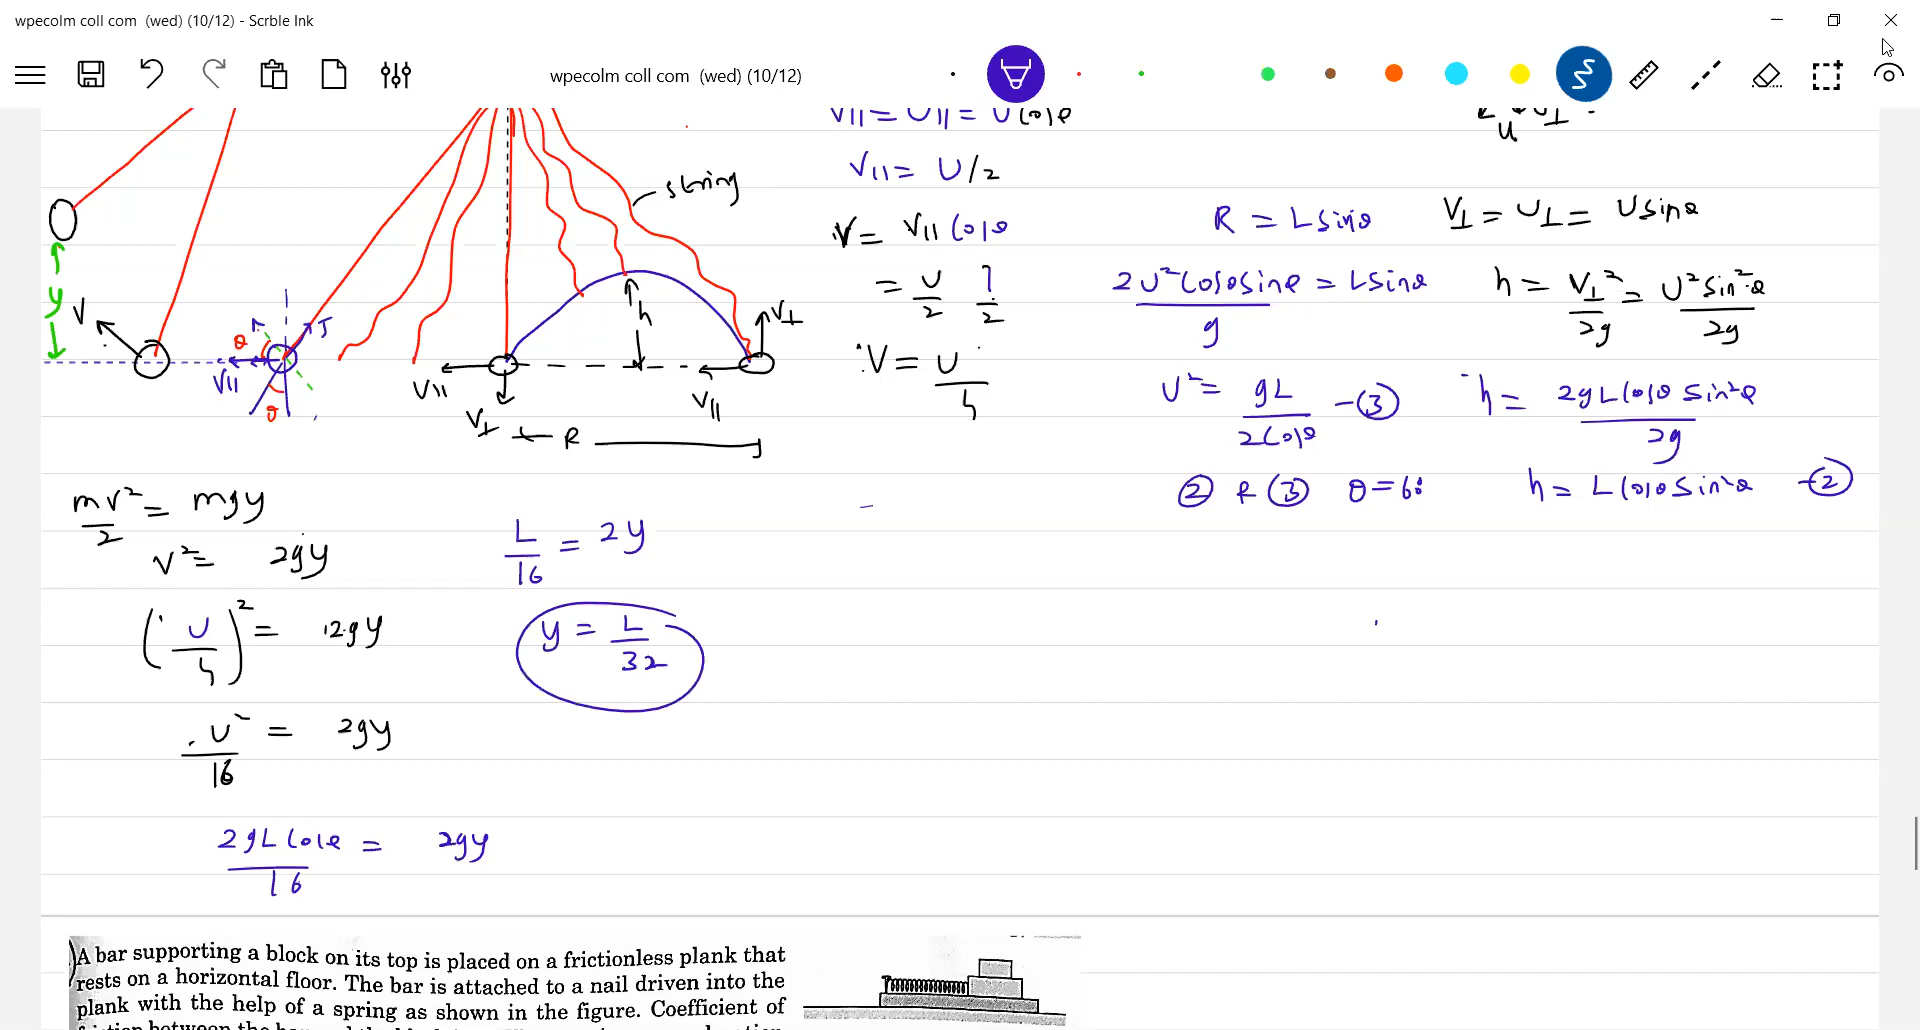 wpecolm coll com (wed) (10/12) - Scrble Ink
wpecolm coll com (wed) (10/12)
V|| = U|| = U cosθ
V|| = U/2
V = V|| cosθ
= U/2 1/2
V = U/4
string
y
V
θ
V||
J
θ
V||
V⊥
h
V⊥
V||
R
R = L sinθ
2U² cosθ sinθ / g = L sinθ
U² = gL / 2cosθ - ③
② & ③ θ = 60
V⊥ = U⊥ = U sinθ
h = V⊥² / 2g = U² sin²θ / 2g
h = 2gL cosθ sin²θ / 2g
h = L cosθ sin²θ - ②
mv²/2 = mgy
v² = 2gy
(U/4)² = 2gy
U²/16 = 2gy
2gL cosθ / 16 = 2gy
L/16 = 2y
y = L/32
A bar supporting a block on its top is placed on a frictionless plank that
rests on a horizontal floor. The bar is attached to a nail driven into the
plank with the help of a spring as shown in the figure. Coefficient of